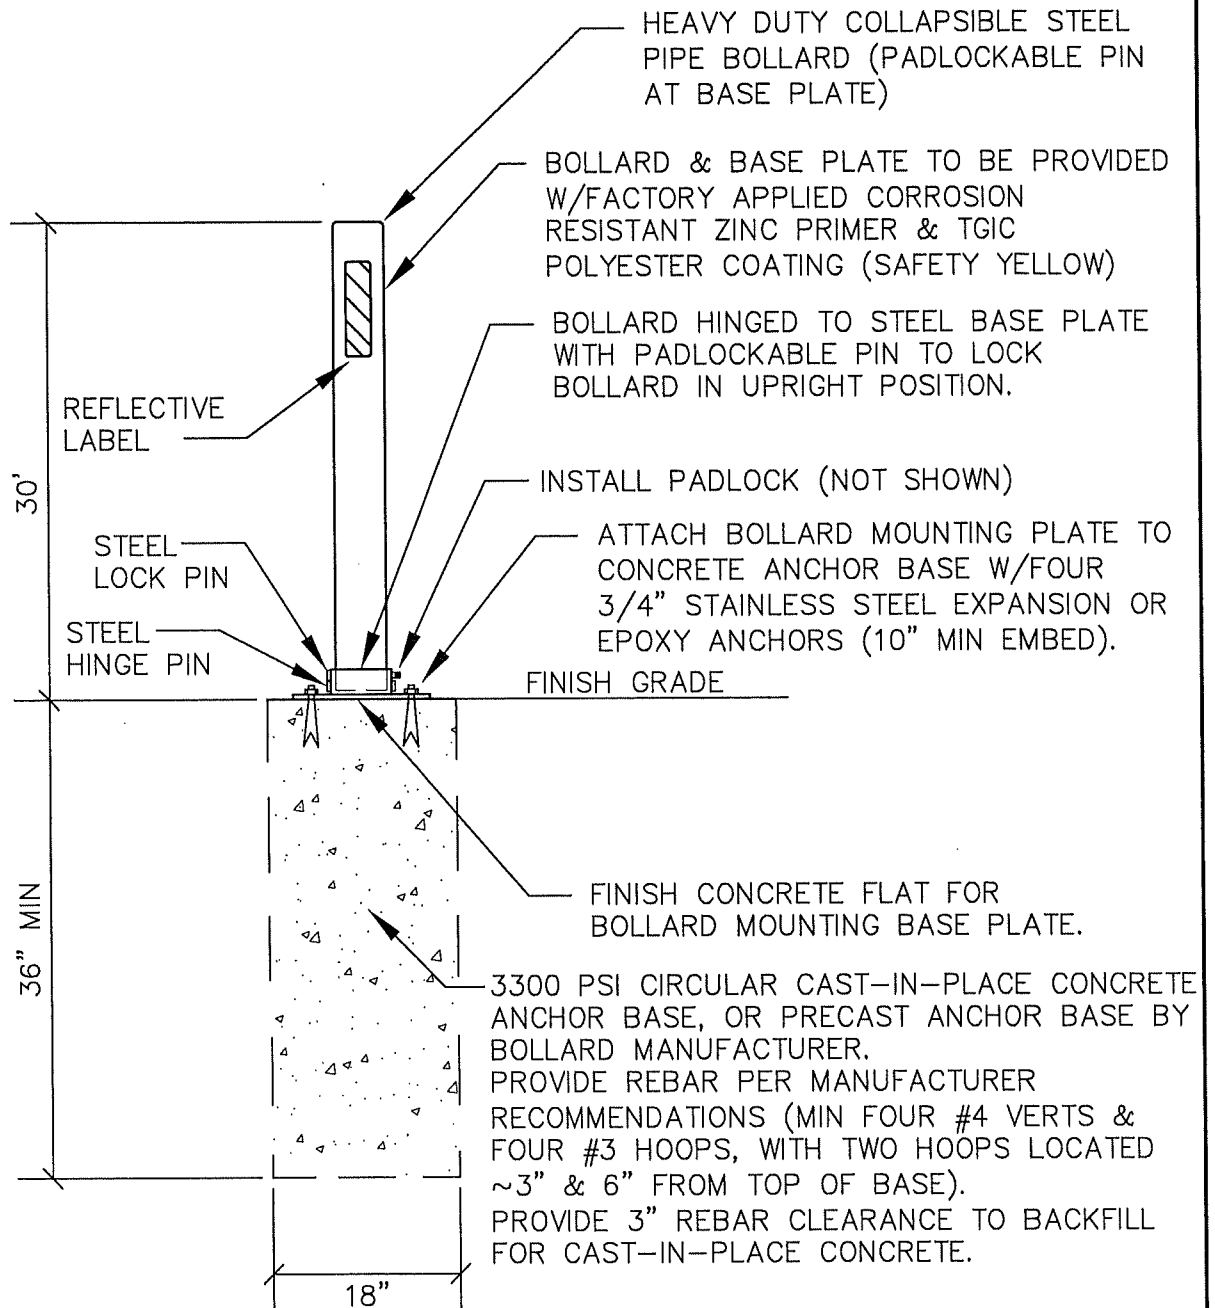 HEAVY DUTY COLLAPSIBLE STEEL
PIPE BOLLARD (PADLOCKABLE PIN
AT BASE PLATE)
BOLLARD & BASE PLATE TO BE PROVIDED
W/FACTORY APPLIED CORROSION
RESISTANT ZINC PRIMER & TGIC
POLYESTER COATING (SAFETY YELLOW)
BOLLARD HINGED TO STEEL BASE PLATE
WITH PADLOCKABLE PIN TO LOCK
BOLLARD IN UPRIGHT POSITION.
REFLECTIVE
LABEL
30'
INSTALL PADLOCK (NOT SHOWN)
STEEL
LOCK PIN
ATTACH BOLLARD MOUNTING PLATE TO
CONCRETE ANCHOR BASE W/FOUR
3/4" STAINLESS STEEL EXPANSION OR
EPOXY ANCHORS (10" MIN EMBED).
STEEL
HINGE PIN
FINISH GRADE
36" MIN
FINISH CONCRETE FLAT FOR
BOLLARD MOUNTING BASE PLATE.
3300 PSI CIRCULAR CAST-IN-PLACE CONCRETE
ANCHOR BASE, OR PRECAST ANCHOR BASE BY
BOLLARD MANUFACTURER.
PROVIDE REBAR PER MANUFACTURER
RECOMMENDATIONS (MIN FOUR #4 VERTS &
FOUR #3 HOOPS, WITH TWO HOOPS LOCATED
~3" & 6" FROM TOP OF BASE).
PROVIDE 3" REBAR CLEARANCE TO BACKFILL
FOR CAST-IN-PLACE CONCRETE.
18"